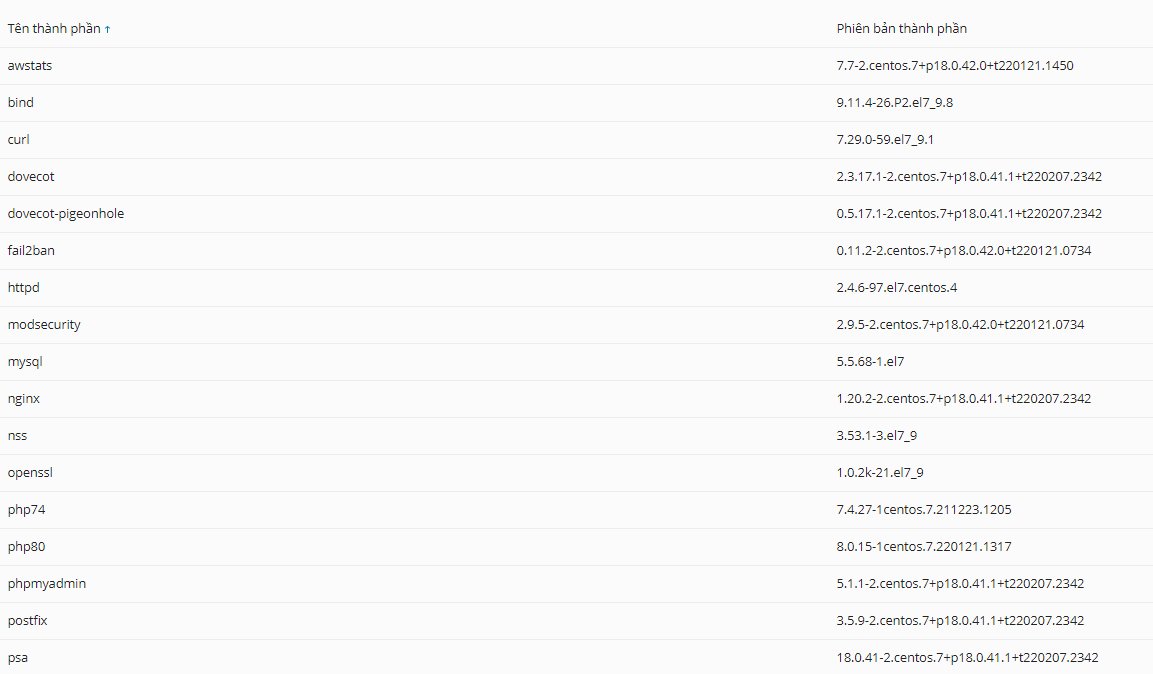 Tên thành phần ↑ Phiên bản thành phần
awstats 7.7-2.centos.7+p18.0.42.0+t220121.1450
bind 9.11.4-26.P2.el7_9.8
curl 7.29.0-59.el7_9.1
dovecot 2.3.17.1-2.centos.7+p18.0.41.1+t220207.2342
dovecot-pigeonhole 0.5.17.1-2.centos.7+p18.0.41.1+t220207.2342
fail2ban 0.11.2-2.centos.7+p18.0.42.0+t220121.0734
httpd 2.4.6-97.el7.centos.4
modsecurity 2.9.5-2.centos.7+p18.0.42.0+t220121.0734
mysql 5.5.68-1.el7
nginx 1.20.2-2.centos.7+p18.0.41.1+t220207.2342
nss 3.53.1-3.el7_9
openssl 1.0.2k-21.el7_9
php74 7.4.27-1centos.7.211223.1205
php80 8.0.15-1centos.7.220121.1317
phpmyadmin 5.1.1-2.centos.7+p18.0.41.1+t220207.2342
postfix 3.5.9-2.centos.7+p18.0.41.1+t220207.2342
psa 18.0.41-2.centos.7+p18.0.41.1+t220207.2342